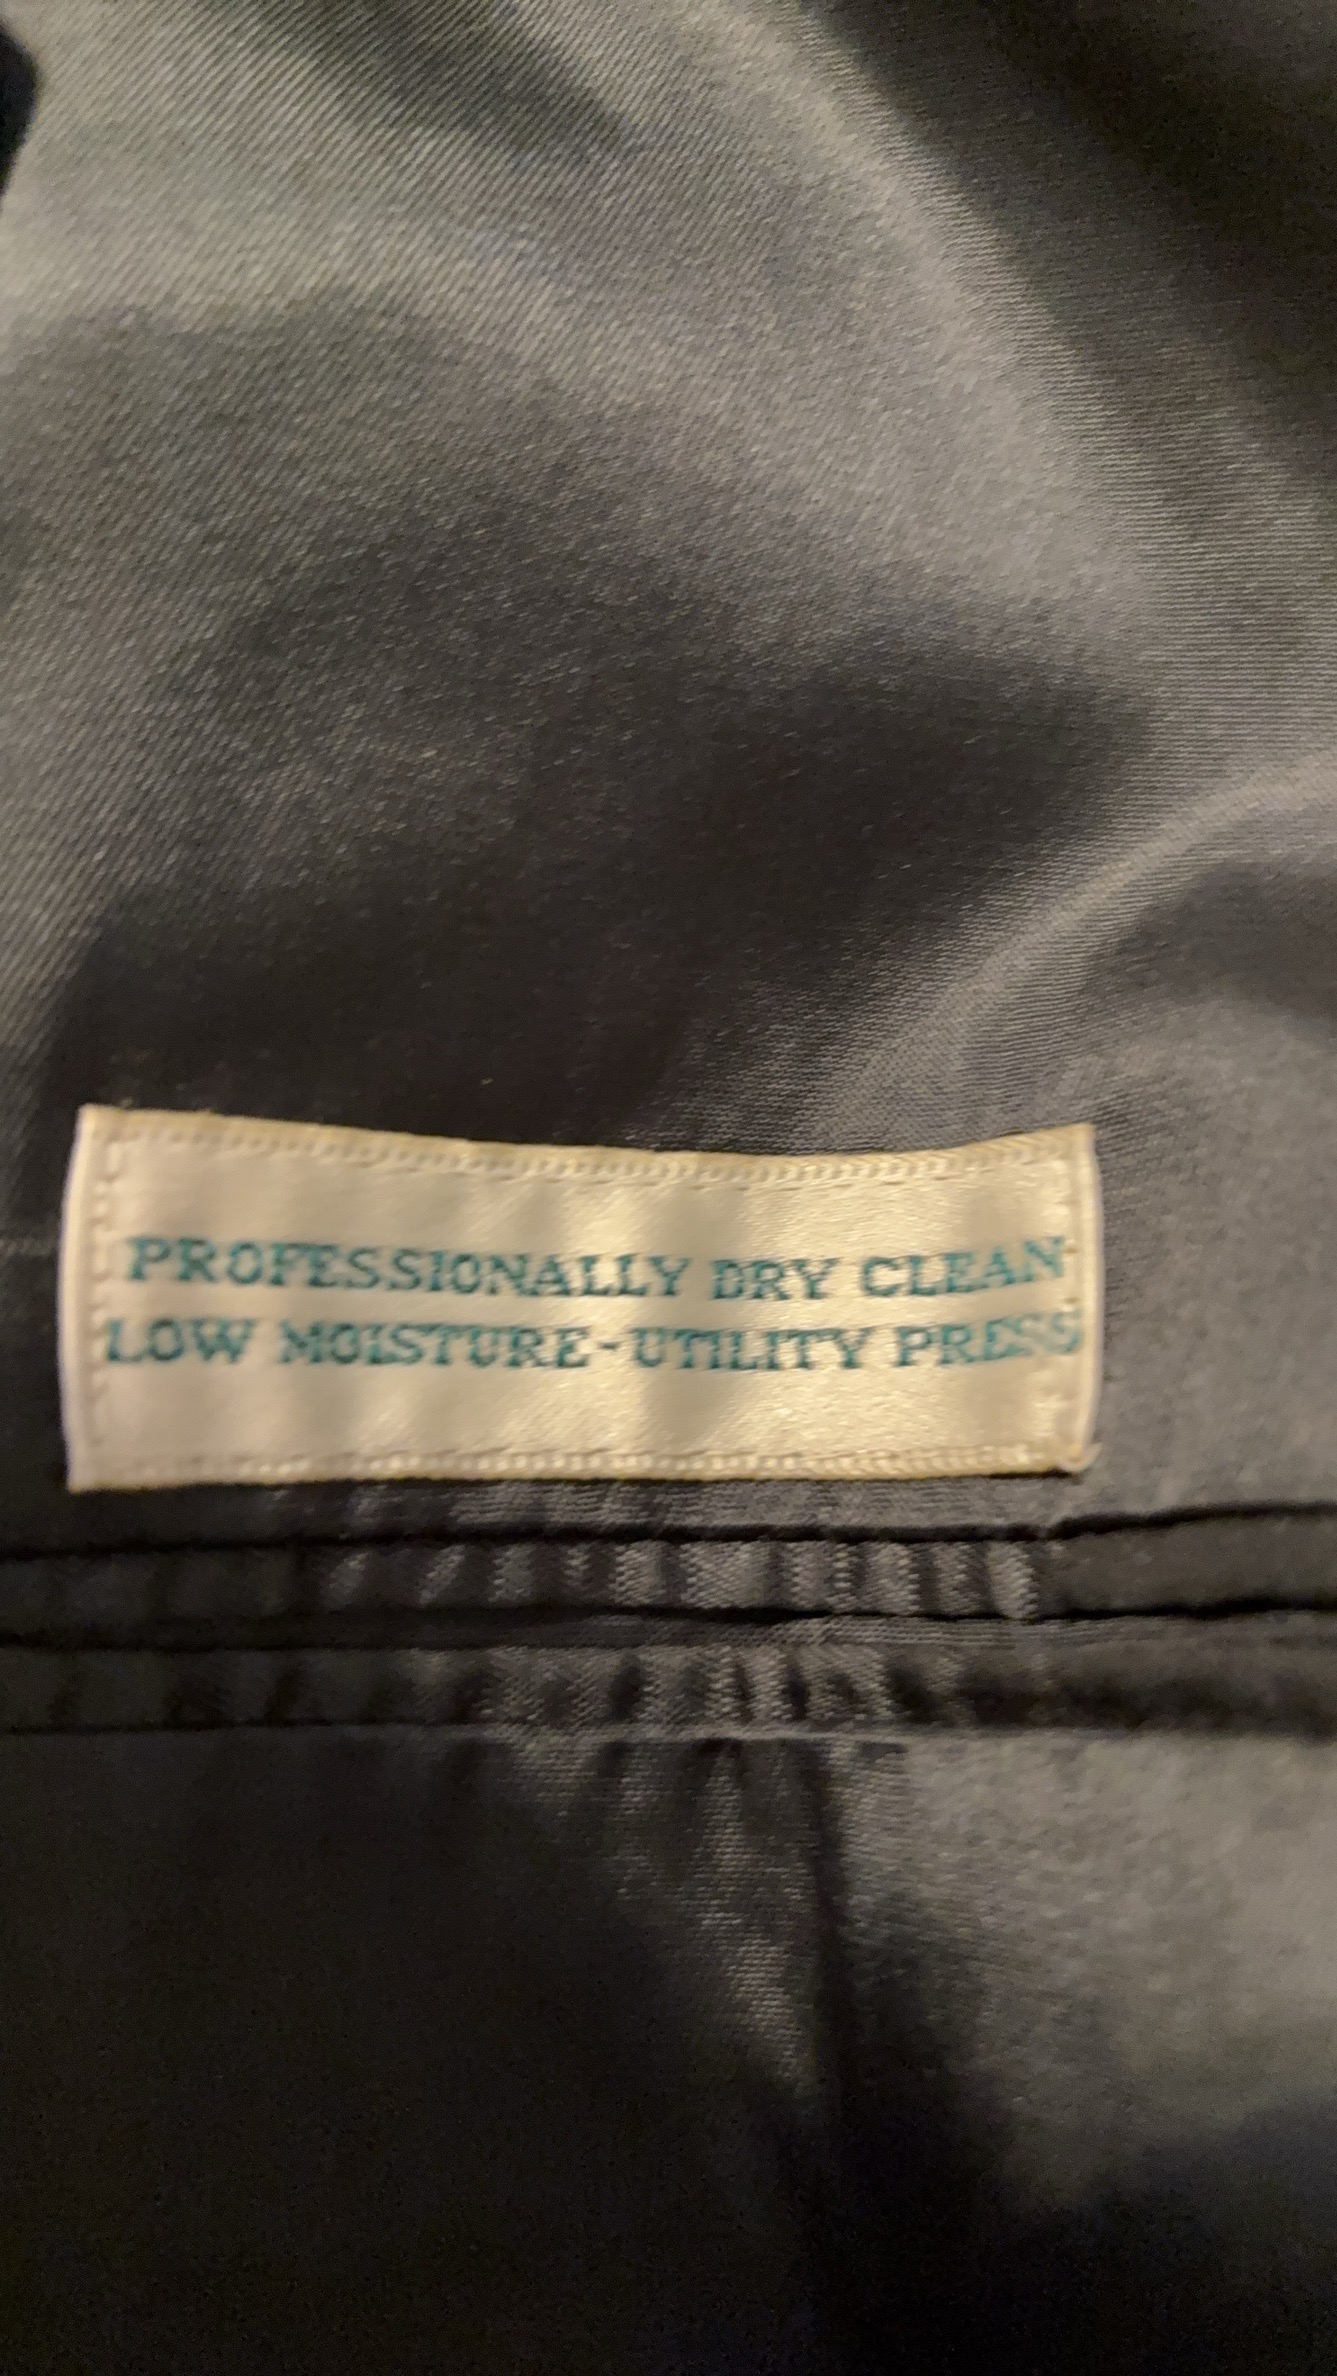 PROFESSIONALLY DRY CLEAN
LOW MOISTURE-UTILITY PRESS